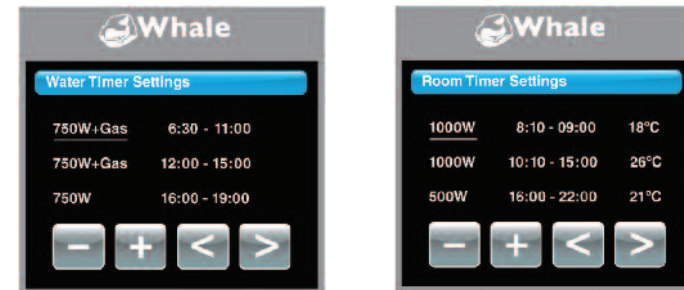 Whale
Water Timer Settings
750W+Gas 6:30 - 11:00
750W+Gas 12:00 - 15:00
750W 16:00 - 19:00
- + < >
Whale
Room Timer Settings
1000W 8:10 - 09:00 18°C
1000W 10:10 - 15:00 26°C
500W 16:00 - 22:00 21°C
- + < >